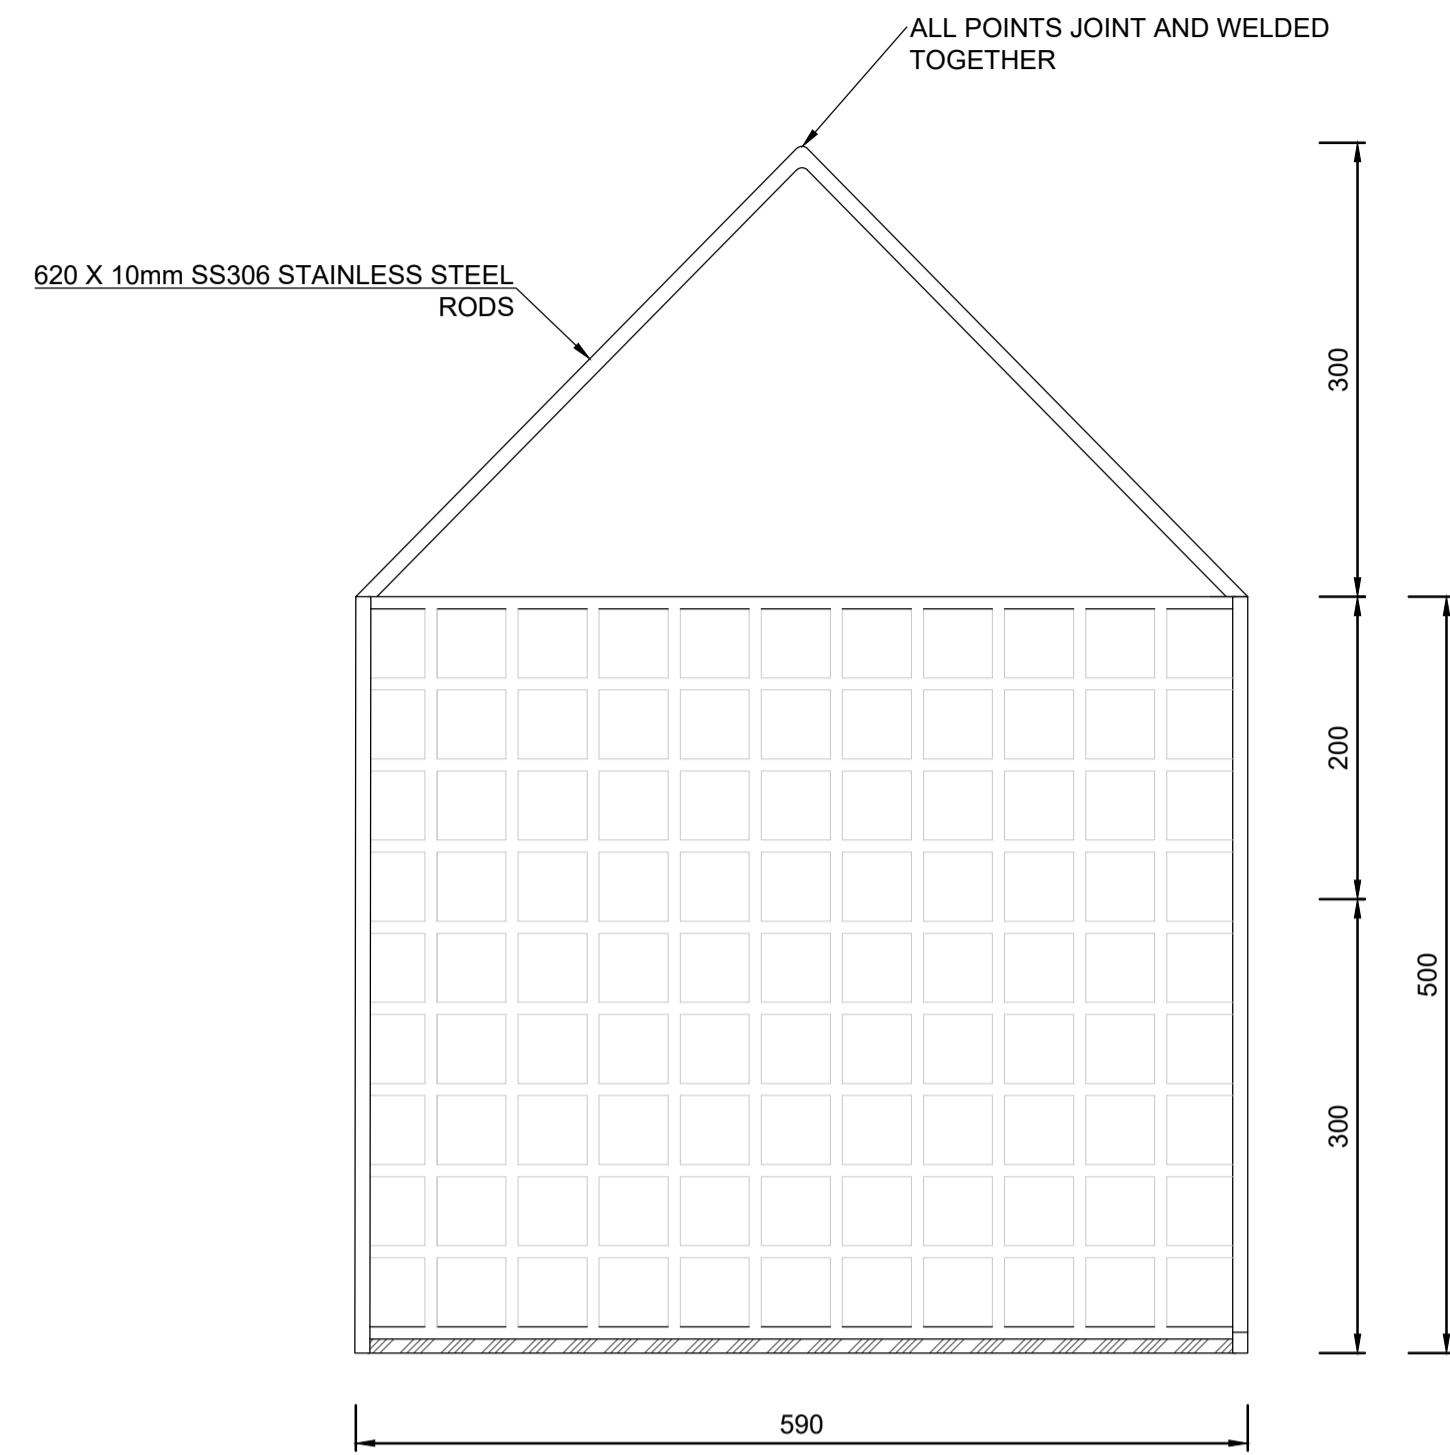 ALL POINTS JOINT AND WELDED
TOGETHER
620 X 10mm SS306 STAINLESS STEEL
RODS
300
200
500
300
590